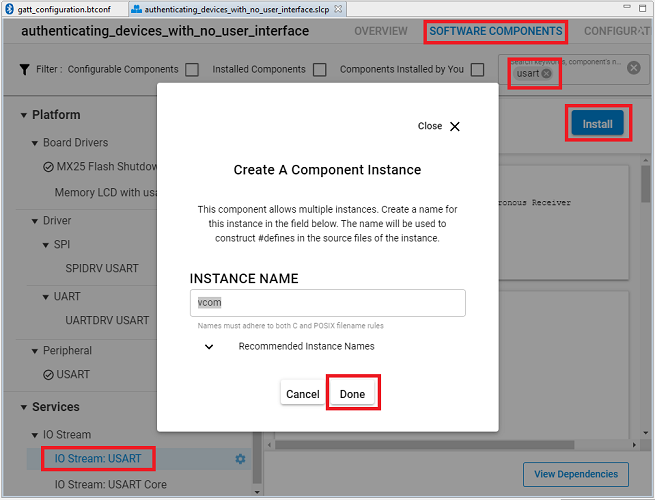 gatt_configuration.btconf
authenticating_devices_with_no_user_interface.slcp
authenticating_devices_with_no_user_interface
OVERVIEW
SOFTWARE COMPONENTS
CONFIGURAT
Filter :
Configurable Components
Installed Components
Components Installed by You
Search keywords, component's n...
usart
Install
Platform
Board Drivers
MX25 Flash Shutdow
Memory LCD with usa
Driver
SPI
SPIDRV USART
UART
UARTDRV USART
Peripheral
USART
Services
IO Stream
IO Stream: USART
IO Stream: USART Core
Close
Create A Component Instance
This component allows multiple instances. Create a name for
this instance in the field below. The name will be used to
construct #defines in the source files of the instance.
INSTANCE NAME
vcom
Names must adhere to both C and POSIX filename rules
Recommended Instance Names
Cancel
Done
ronous Receiver
View Dependencies